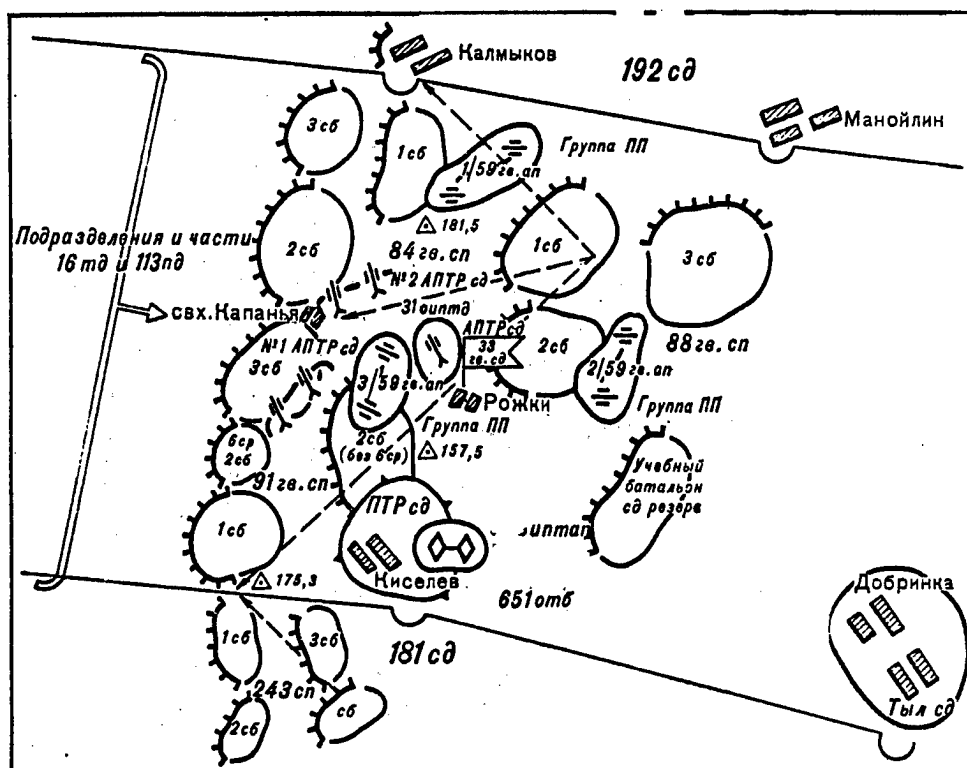 Калмыков
192 сд
Манойлин
3 сб
1 сб
Группа ПП
1/59 гв. ап
181,5
Подразделения и части
16 тд и 113 пд
2 сб
84 гв. сп
1 сб
3 сб
№2 АПТР сд
31 оиптд
свх. Капанья
АПТР сд
33
гв. сд
2 сб
88 гв. сп
№1 АПТР сд
3 сб
3/59 гв. ап
2/59 гв. ап
Рожки
Группа ПП
Группа ПП
6 ср
2 сб
2 сб
(без 6 ср)
157,5
91 гв. сп
Учебный
батальон
сд резерв
ПТР сд
1 сб
иптап
Киселев
175,3
651 отб
Добринка
1 сб
3 сб
181 сд
243 сп
2 сб
сб
Тыл сд